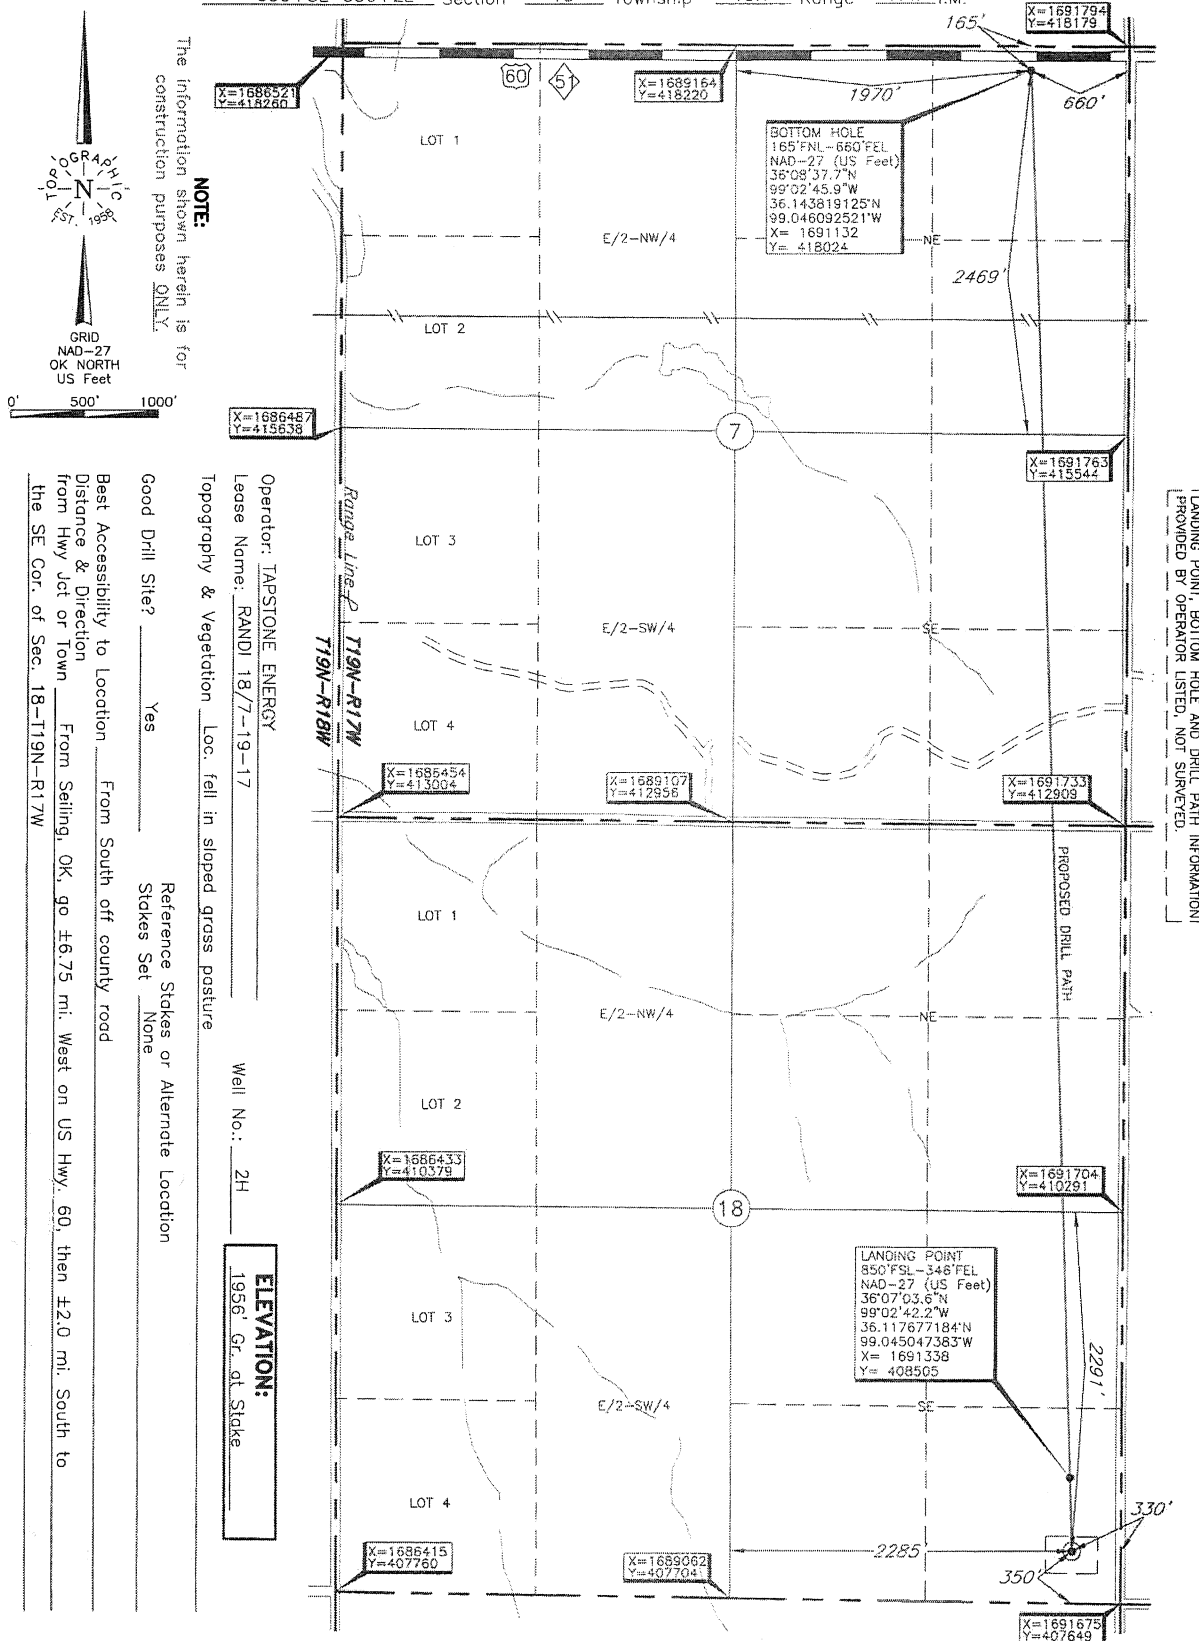 Section
Township
Range
165'
X=1691794
Y=418179
X=1686521
Y=418260
60
51
X=1689164
Y=418220
1970'
660'
BOTTOM HOLE
165'FNL-660'FEL
NAD-27 (US Feet)
36°08'37.7"N
99°02'45.9"W
36.143819125°N
99.046092521°W
X= 1691132
Y= 418024
LOT 1
E/2-NW/4
NE
2469'
LOT 2
TOPOGRAPHIC
N
EST. 1958
GRID
NAD-27
OK NORTH
US Feet
0' 500' 1000'
NOTE:
The information shown herein is for
construction purposes ONLY.
X=1686487
Y=415638
7
X=1691763
Y=415544
LANDING POINT, BOTTOM HOLE AND DRILL PATH INFORMATION
PROVIDED BY OPERATOR LISTED, NOT SURVEYED.
Range Line
LOT 3
E/2-SW/4
SE
T19N-R17W
T19N-R18W
LOT 4
X=1686454
Y=413004
X=1689107
Y=412956
X=1691733
Y=412909
PROPOSED DRILL PATH
LOT 1
E/2-NW/4
NE
LOT 2
X=1686433
Y=410379
18
X=1691704
Y=410291
LANDING POINT
850'FSL-346'FEL
NAD-27 (US Feet)
36°07'03.6"N
99°02'42.2"W
36.117677184°N
99.045047383°W
X= 1691338
Y= 408505
2291'
LOT 3
E/2-SW/4
SE
LOT 4
330'
2285'
350'
X=1686415
Y=407760
X=1689062
Y=407704
X=1691675
Y=407649
Operator: TAPSTONE ENERGY
Lease Name: RANDI 18/7-19-17 Well No.: 2H
ELEVATION:
1956' Gr. at Stake
Topography & Vegetation Loc. fell in sloped grass pasture
Good Drill Site? Yes
Reference Stakes or Alternate Location
Stakes Set None
Best Accessibility to Location From South off county road
Distance & Direction
from Hwy Jct or Town From Seiling, OK, go ±6.75 mi. West on US Hwy. 60, then ±2.0 mi. South to
the SE Cor. of Sec. 18-T19N-R17W